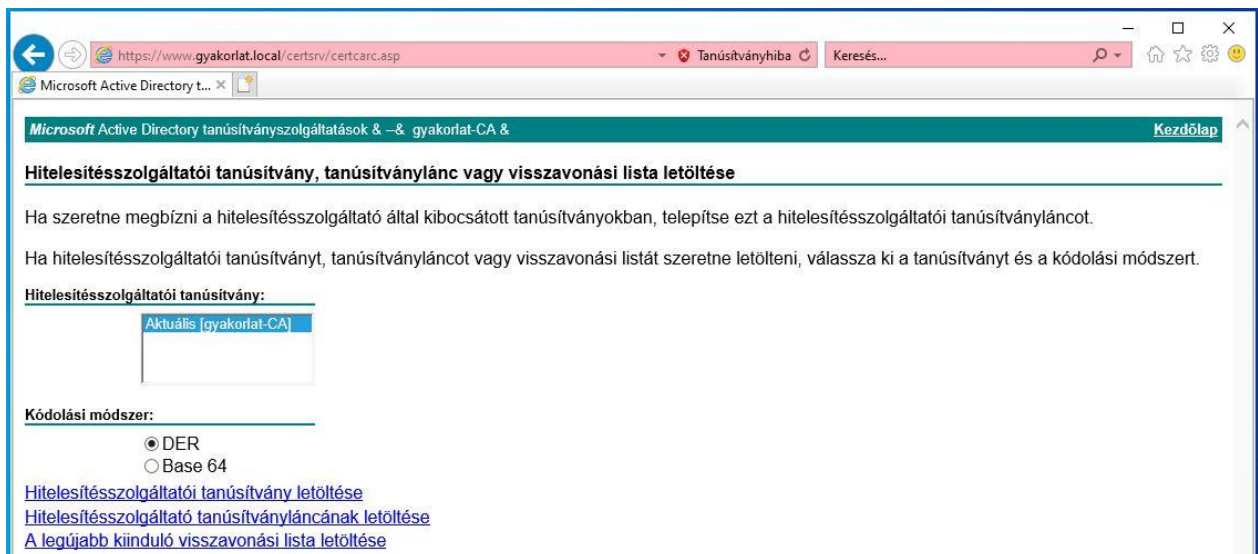 https://www.gyakorlat.local/certsrv/certcarc.asp
Tanúsítványhiba
Keresés...
Microsoft Active Directory t...
Microsoft Active Directory tanúsítványszolgáltatások & –& gyakorlat-CA &
Kezdőlap
Hitelesítésszolgáltatói tanúsítvány, tanúsítványlánc vagy visszavonási lista letöltése
Ha szeretne megbízni a hitelesítésszolgáltató által kibocsátott tanúsítványokban, telepítse ezt a hitelesítésszolgáltatói tanúsítványláncot.
Ha hitelesítésszolgáltatói tanúsítványt, tanúsítványláncot vagy visszavonási listát szeretne letölteni, válassza ki a tanúsítványt és a kódolási módszert.
Hitelesítésszolgáltatói tanúsítvány:
Aktuális [gyakorlat-CA]
Kódolási módszer:
DER
Base 64
Hitelesítésszolgáltatói tanúsítvány letöltése
Hitelesítésszolgáltató tanúsítványláncának letöltése
A legújabb kiinduló visszavonási lista letöltése